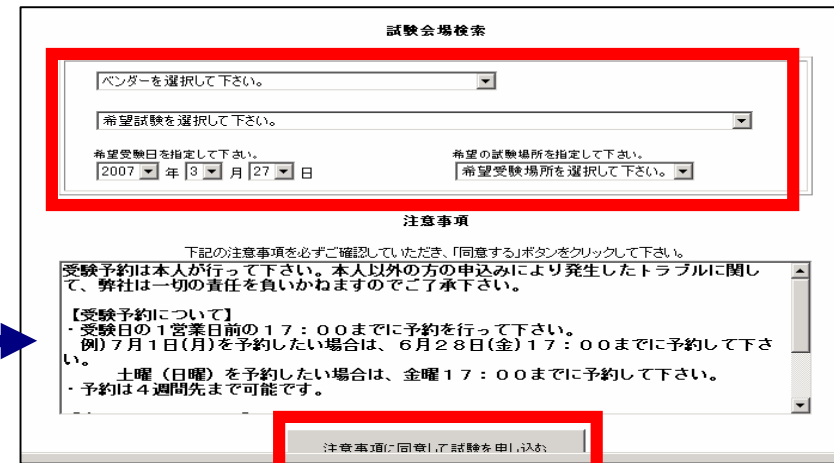 試験会場検索
ベンダーを選択して下さい。
希望試験を選択して下さい。
希望受験日を指定して下さい。 希望の試験場所を指定して下さい。
2007 年 3 月 27 日 希望受験場所を選択して下さい。
注意事項
下記の注意事項を必ずご確認していただき、「同意する」ボタンをクリックして下さい。
受験予約は本人が行って下さい。本人以外の方の申込みにより発生したトラブルに関し
て、弊社は一切の責任を負いかねますのでご了承下さい。
【受験予約について】
・受験日の１営業日前の１７：００までに予約を行って下さい。
例)７月１日(月)を予約したい場合は、６月２８日(金)１７：００までに予約して下さ
い。
土曜（日曜）を予約したい場合は、金曜１７：００までに予約して下さい。
・予約は４週間先まで可能です。
注意事項に同意して試験を申し込む